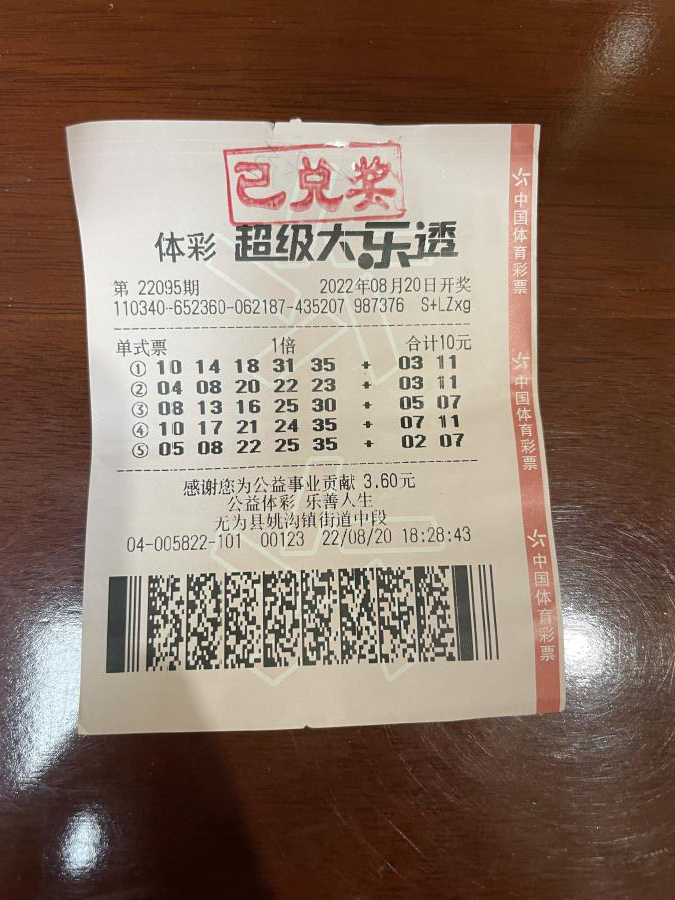 已兑奖
体彩 超级大乐透
第 22095期 2022年08月20日开奖
110340-652360-062187-435207 987376 S+LZxg
单式票 1倍 合计10元
① 10 14 18 31 35 + 03 11
② 04 08 20 22 23 + 03 11
③ 08 13 16 25 30 + 05 07
④ 10 17 21 24 35 + 07 11
⑤ 05 08 22 25 35 + 02 07
感谢您为公益事业贡献 3.60元
公益体彩 乐善人生
无为县姚沟镇街道中段
04-005822-101 00123 22/08/20 18:28:43
中国体育彩票
中国体育彩票
中国体育彩票